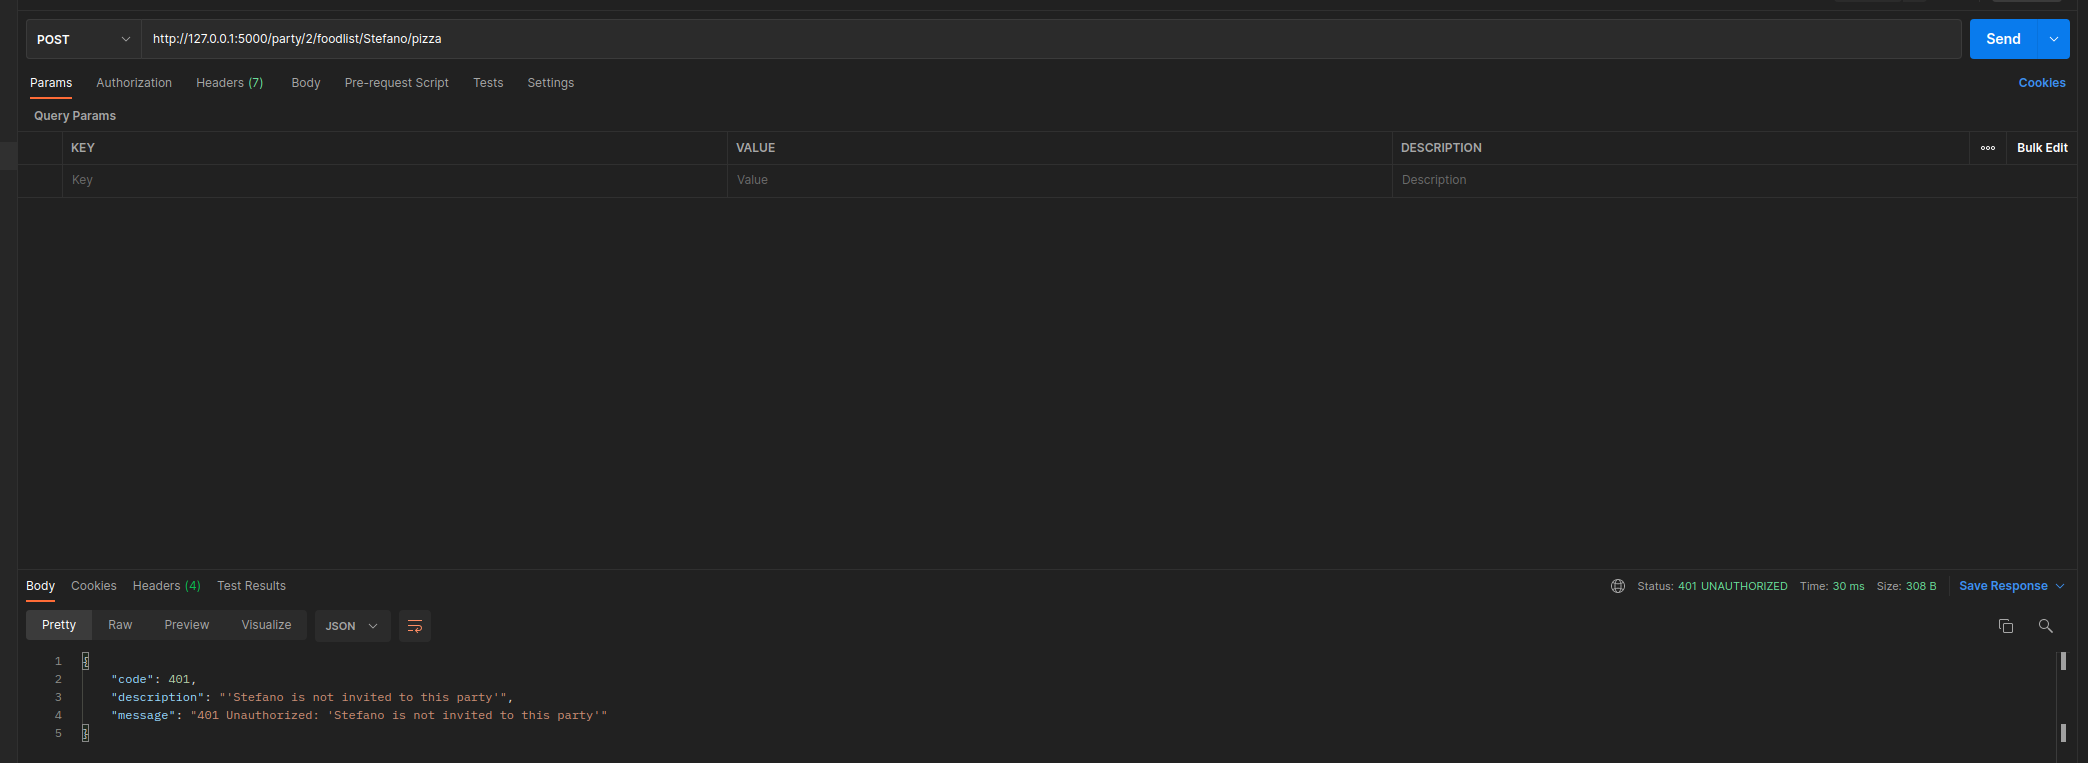 POST http://127.0.0.1:5000/party/2/foodlist/Stefano/pizza Send
Params Authorization Headers (7) Body Pre-request Script Tests Settings Cookies
Query Params
KEY VALUE DESCRIPTION ooo Bulk Edit
Key Value Description
Body Cookies Headers (4) Test Results Status: 401 UNAUTHORIZED Time: 30 ms Size: 308 B Save Response
Pretty Raw Preview Visualize JSON
1 {
2 "code": 401,
3 "description": "'Stefano is not invited to this party'",
4 "message": "401 Unauthorized: 'Stefano is not invited to this party'"
5 }